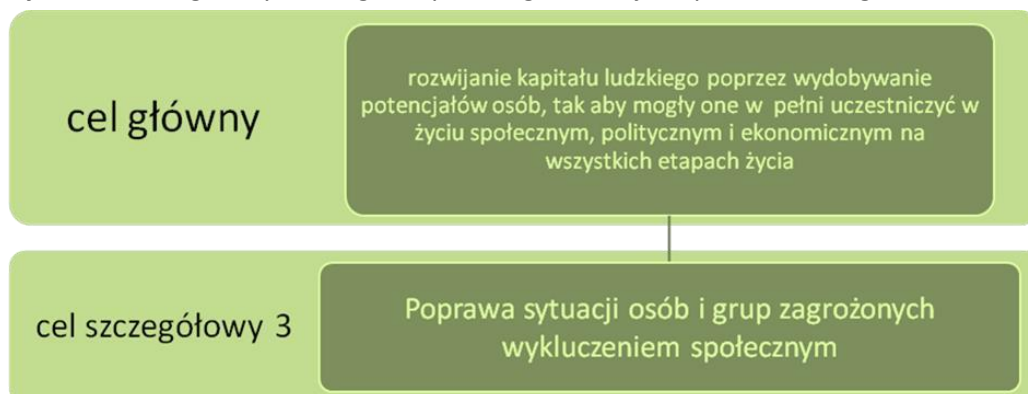 cel główny
rozwijanie kapitału ludzkiego poprzez wydobywanie
potencjałów osób, tak aby mogły one w pełni uczestniczyć w
życiu społecznym, politycznym i ekonomicznym na
wszystkich etapach życia
cel szczegółowy 3
Poprawa sytuacji osób i grup zagrożonych
wykluczeniem społecznym